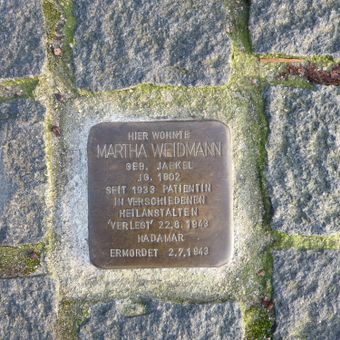 HIER WOHNTE
MARTHA WEIDMANN
GEB. JAEKEL
JG. 1902
SEIT 1933 PATIENTIN
IN VERSCHIEDENEN
HEILANSTALTEN
'VERLEGT' 22.6.1943
HADAMAR
ERMORDET 2.7.1943